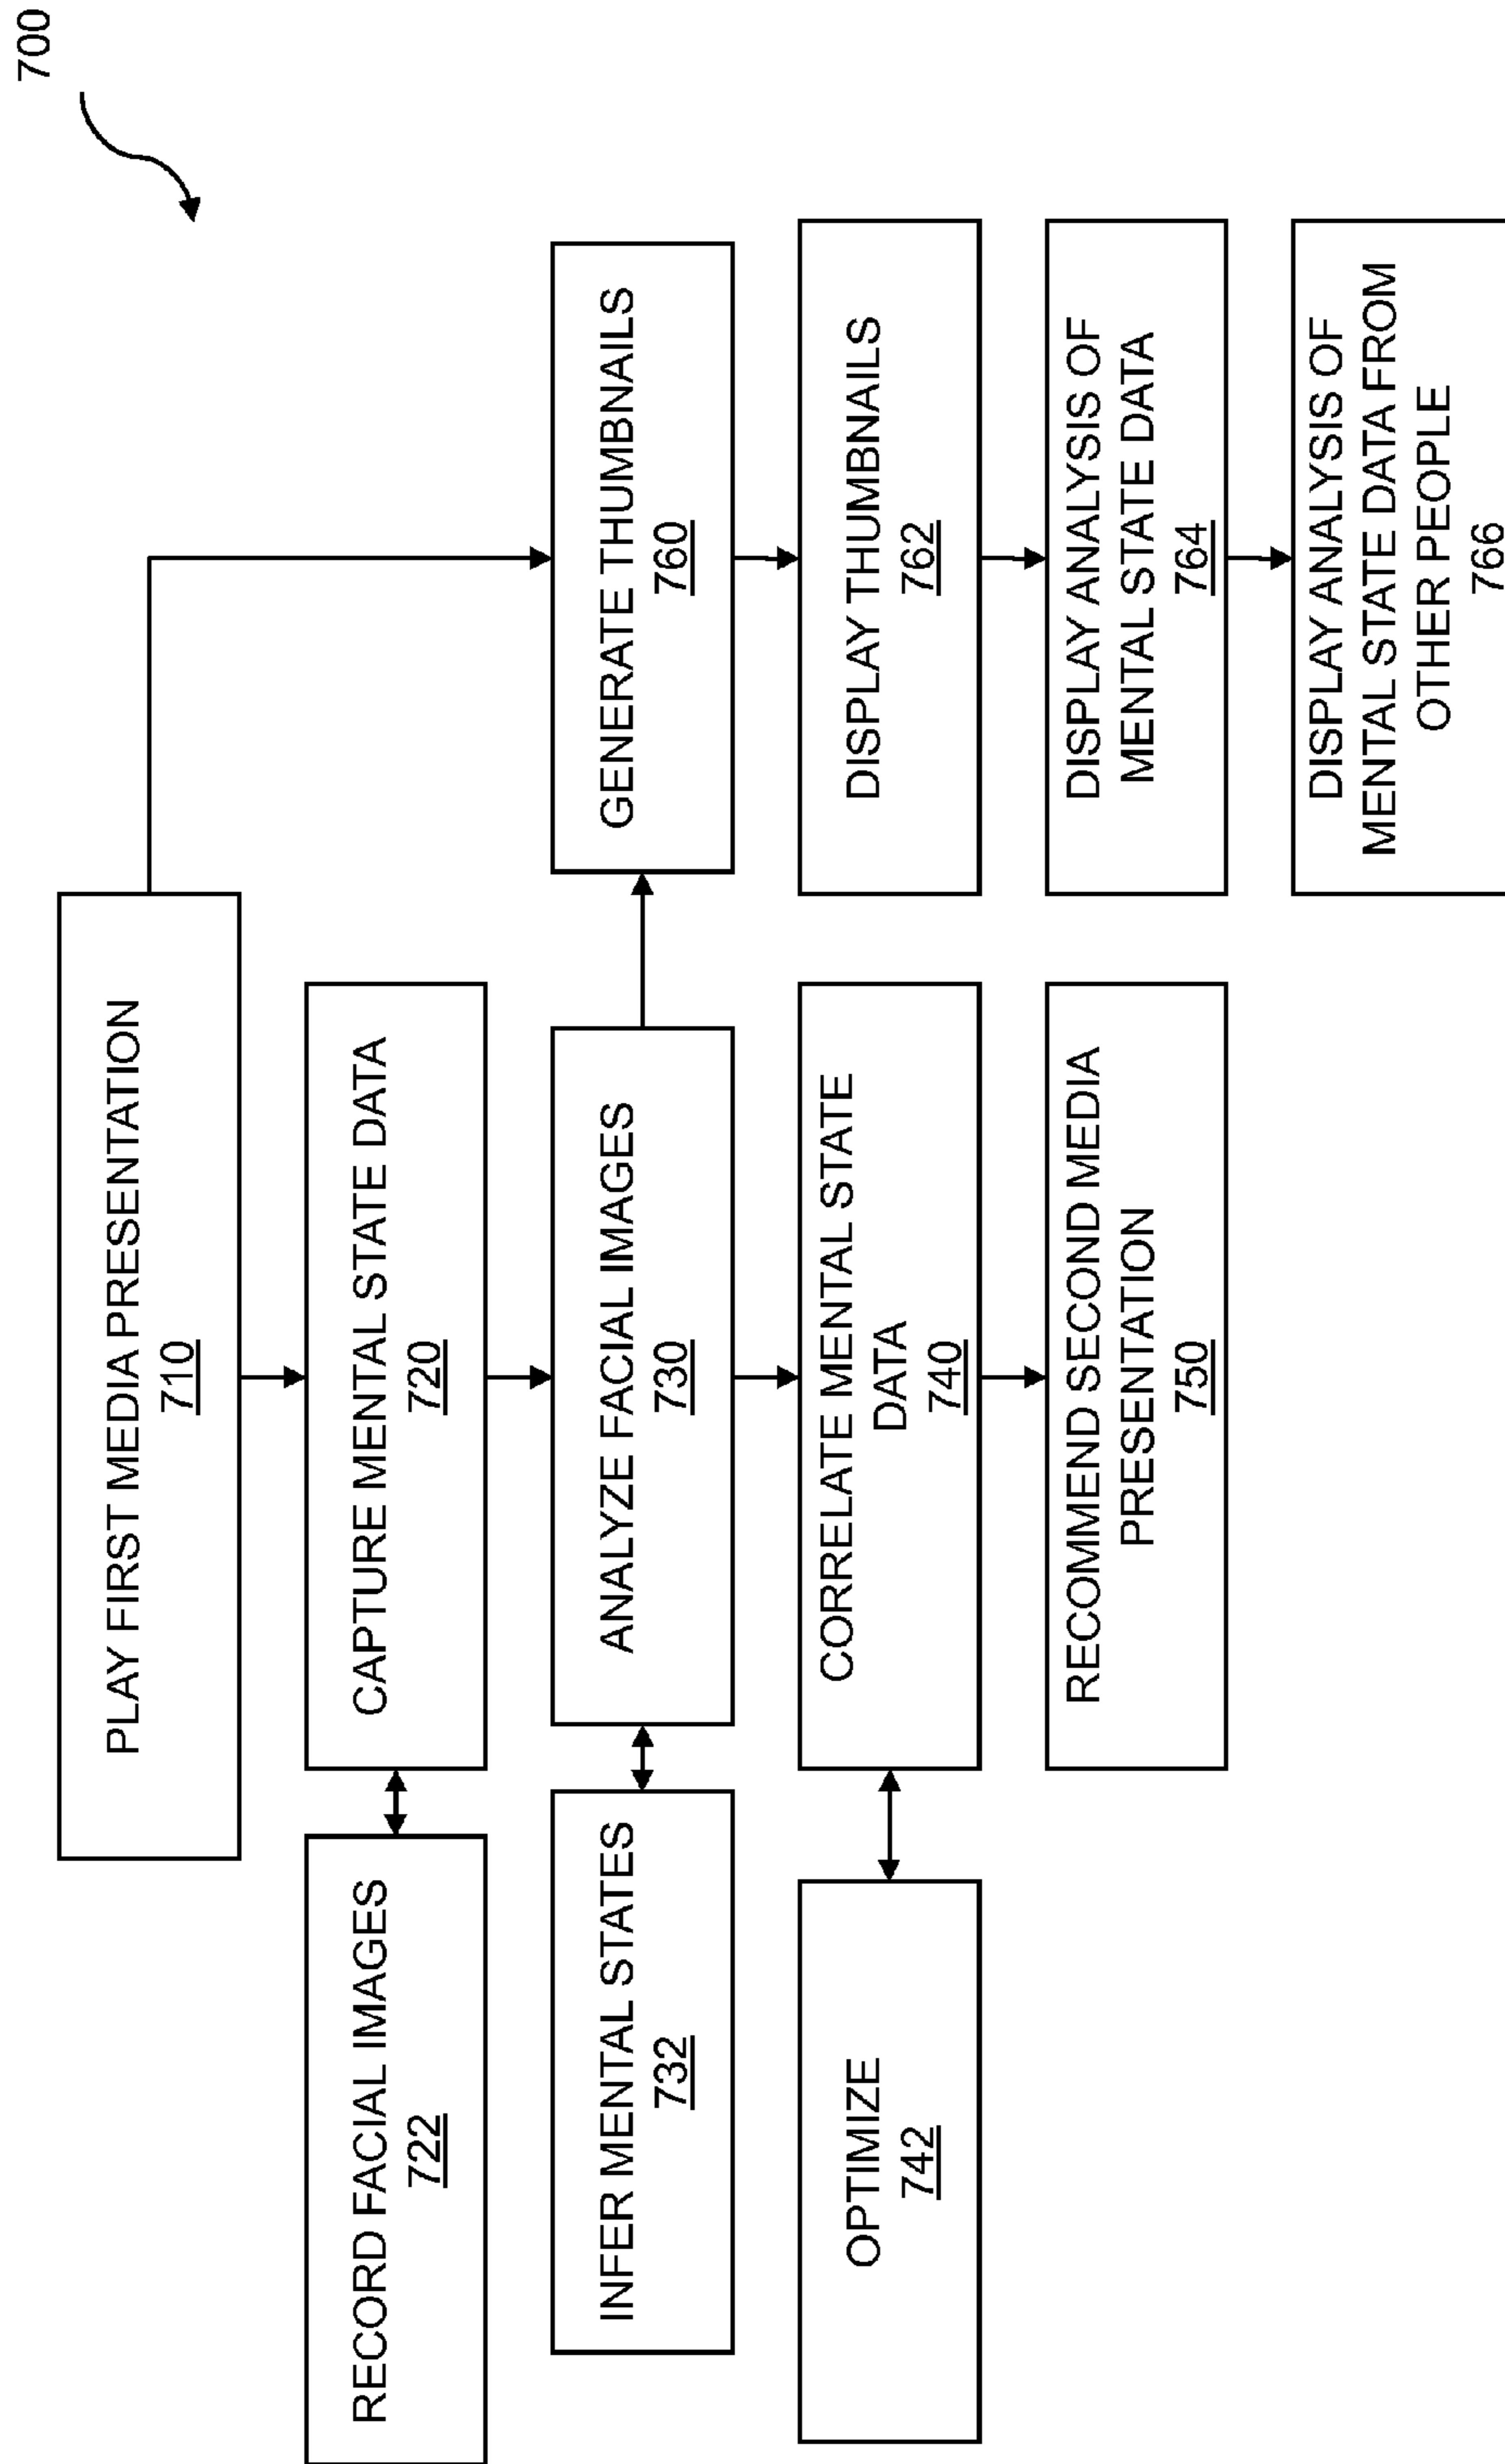 700
PLAY FIRST MEDIA PRESENTATION
710
RECORD FACIAL IMAGES
722
CAPTURE MENTAL STATE DATA
720
INFER MENTAL STATES
732
ANALYZE FACIAL IMAGES
730
GENERATE THUMBNAILS
760
OPTIMIZE
742
CORRELATE MENTAL STATE
DATA
740
DISPLAY THUMBNAILS
762
RECOMMEND SECOND MEDIA
PRESENTATION
750
DISPLAY ANALYSIS OF
MENTAL STATE DATA
764
DISPLAY ANALYSIS OF
MENTAL STATE DATA FROM
OTHER PEOPLE
766